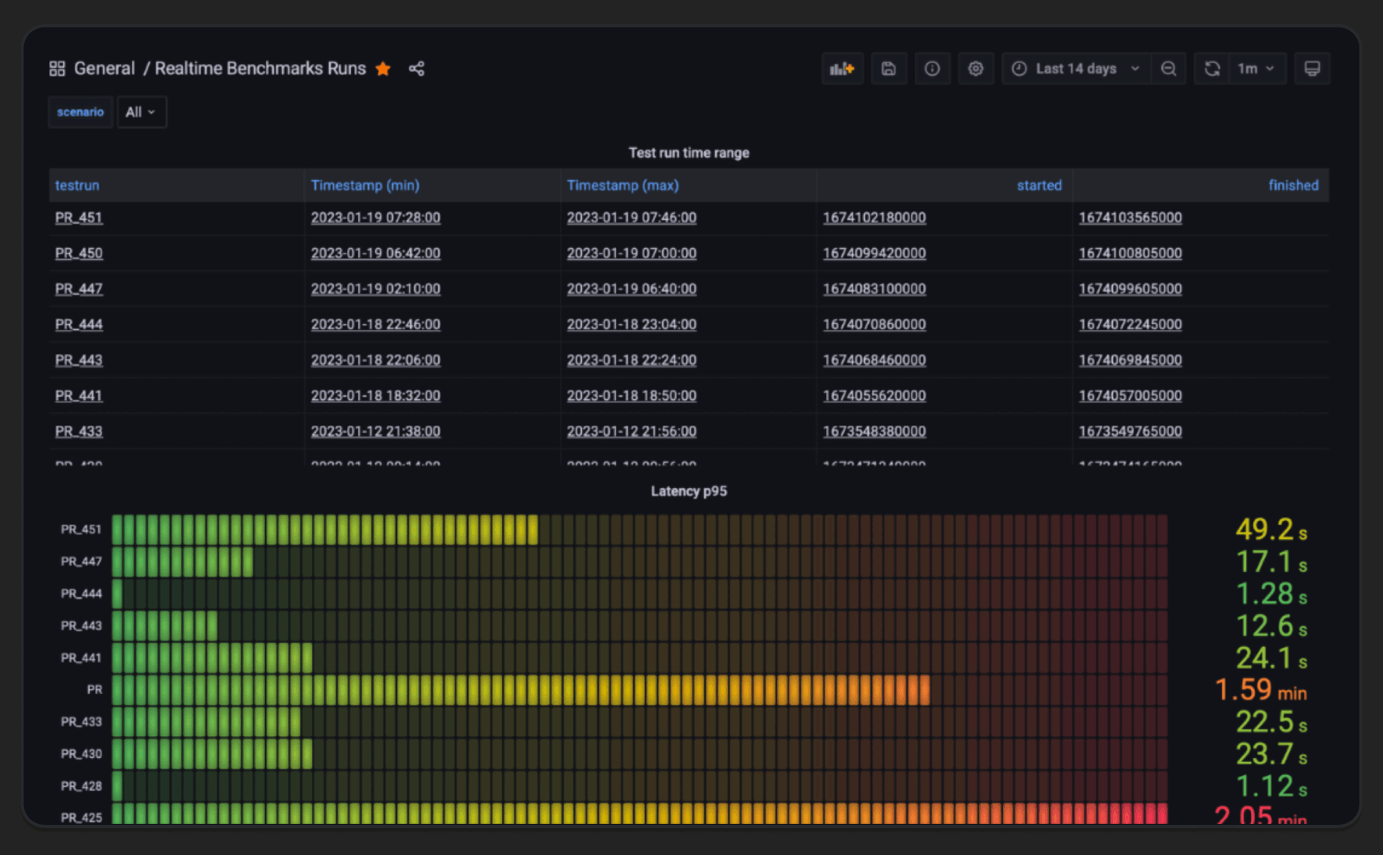 General / Realtime Benchmarks Runs
Last 14 days 1m
scenario All
Test run time range
testrun Timestamp (min) Timestamp (max) started finished
PR_451 2023-01-19 07:28:00 2023-01-19 07:46:00 1674102180000 1674103565000
PR_450 2023-01-19 06:42:00 2023-01-19 07:00:00 1674099420000 1674100805000
PR_447 2023-01-19 02:10:00 2023-01-19 06:40:00 1674083100000 1674099605000
PR_444 2023-01-18 22:46:00 2023-01-18 23:04:00 1674070860000 1674072245000
PR_443 2023-01-18 22:06:00 2023-01-18 22:24:00 1674068460000 1674069845000
PR_441 2023-01-18 18:32:00 2023-01-18 18:50:00 1674055620000 1674057005000
PR_433 2023-01-12 21:38:00 2023-01-12 21:56:00 1673548380000 1673549765000
Latency p95
PR_451 49.2 s
PR_447 17.1 s
PR_444 1.28 s
PR_443 12.6 s
PR_441 24.1 s
PR 1.59 min
PR_433 22.5 s
PR_430 23.7 s
PR_428 1.12 s
PR_425 2.05 min